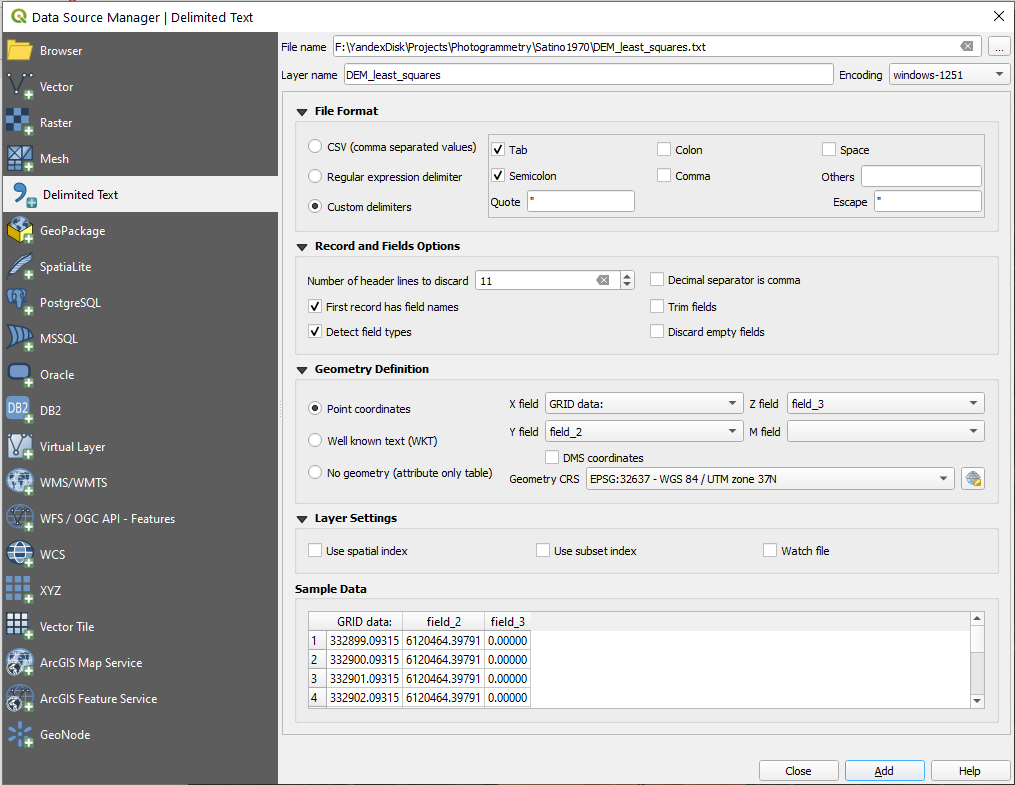 Data Source Manager | Delimited Text
Browser
Vector
Raster
Mesh
Delimited Text
GeoPackage
SpatiaLite
PostgreSQL
MSSQL
Oracle
DB2 DB2
Virtual Layer
WMS/WMTS
WFS / OGC API - Features
WCS
XYZ
Vector Tile
ArcGIS Map Service
ArcGIS Feature Service
GeoNode
File name F:\YandexDisk\Projects\Photogrammetry\Satino1970\DEM_least_squares.txt ...
Layer name DEM_least_squares Encoding windows-1251
File Format
CSV (comma separated values)
Regular expression delimiter
Custom delimiters
Tab Colon Space
Semicolon Comma Others
Quote " Escape "
Record and Fields Options
Number of header lines to discard 11 Decimal separator is comma
First record has field names Trim fields
Detect field types Discard empty fields
Geometry Definition
Point coordinates
Well known text (WKT)
No geometry (attribute only table)
X field GRID data: Z field field_3
Y field field_2 M field
DMS coordinates
Geometry CRS EPSG:32637 - WGS 84 / UTM zone 37N
Layer Settings
Use spatial index Use subset index Watch file
Sample Data
GRID data: field_2 field_3
1 332899.09315 6120464.39791 0.00000
2 332900.09315 6120464.39791 0.00000
3 332901.09315 6120464.39791 0.00000
4 332902.09315 6120464.39791 0.00000
Close Add Help